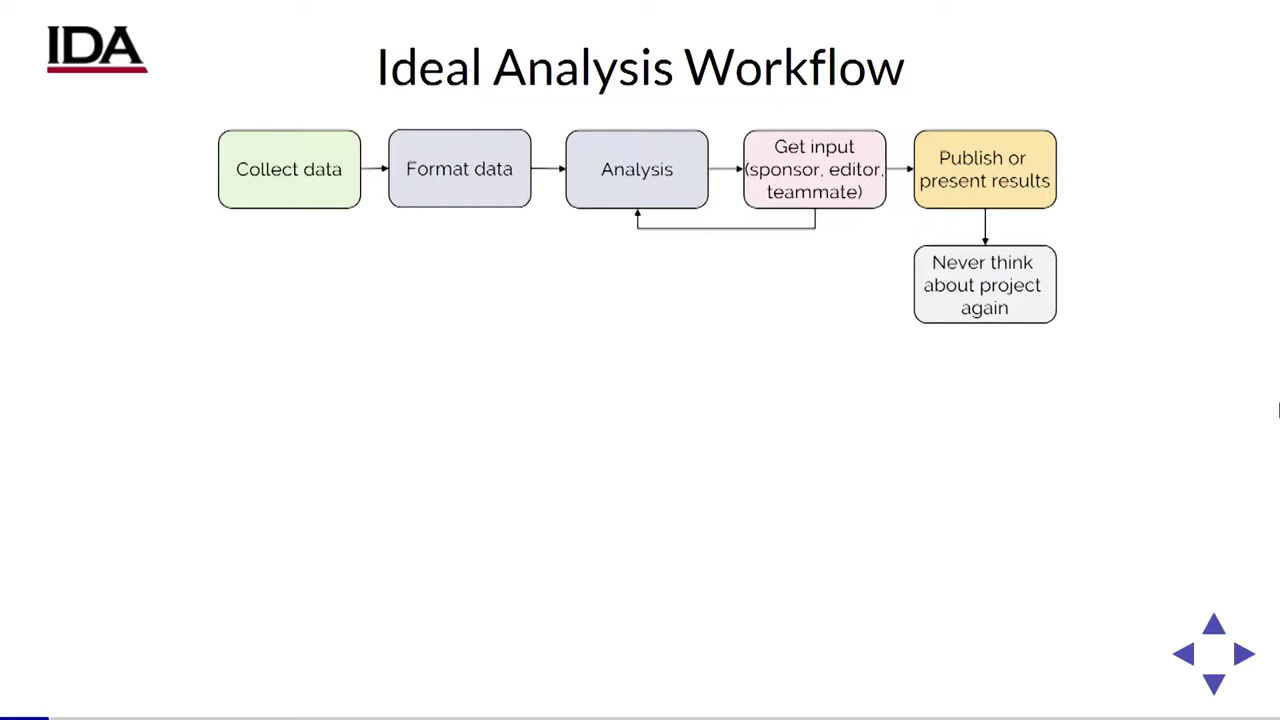 IDA
Ideal Analysis Workflow
Collect data
Format data
Analysis
Get input
(sponsor, editor,
teammate)
Publish or
present results
Never think
about project
again